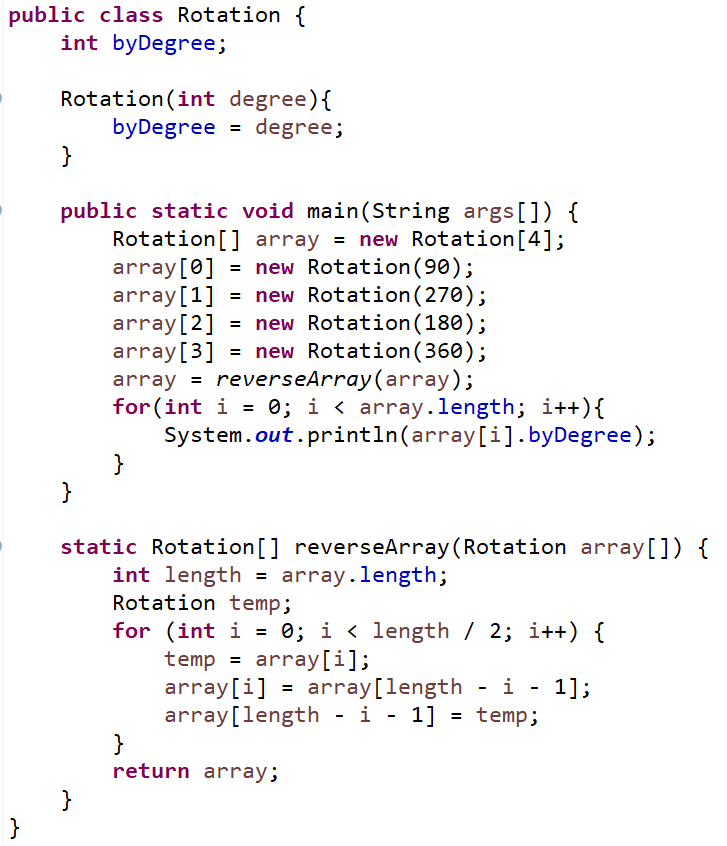 public class Rotation {
    int byDegree;

    Rotation(int degree){
        byDegree = degree;
    }

    public static void main(String args[]) {
        Rotation[] array = new Rotation[4];
        array[0] = new Rotation(90);
        array[1] = new Rotation(270);
        array[2] = new Rotation(180);
        array[3] = new Rotation(360);
        array = reverseArray(array);
        for(int i = 0; i < array.length; i++){
            System.out.println(array[i].byDegree);
        }
    }

    static Rotation[] reverseArray(Rotation array[]) {
        int length = array.length;
        Rotation temp;
        for (int i = 0; i < length / 2; i++) {
            temp = array[i];
            array[i] = array[length - i - 1];
            array[length - i - 1] = temp;
        }
        return array;
    }
}